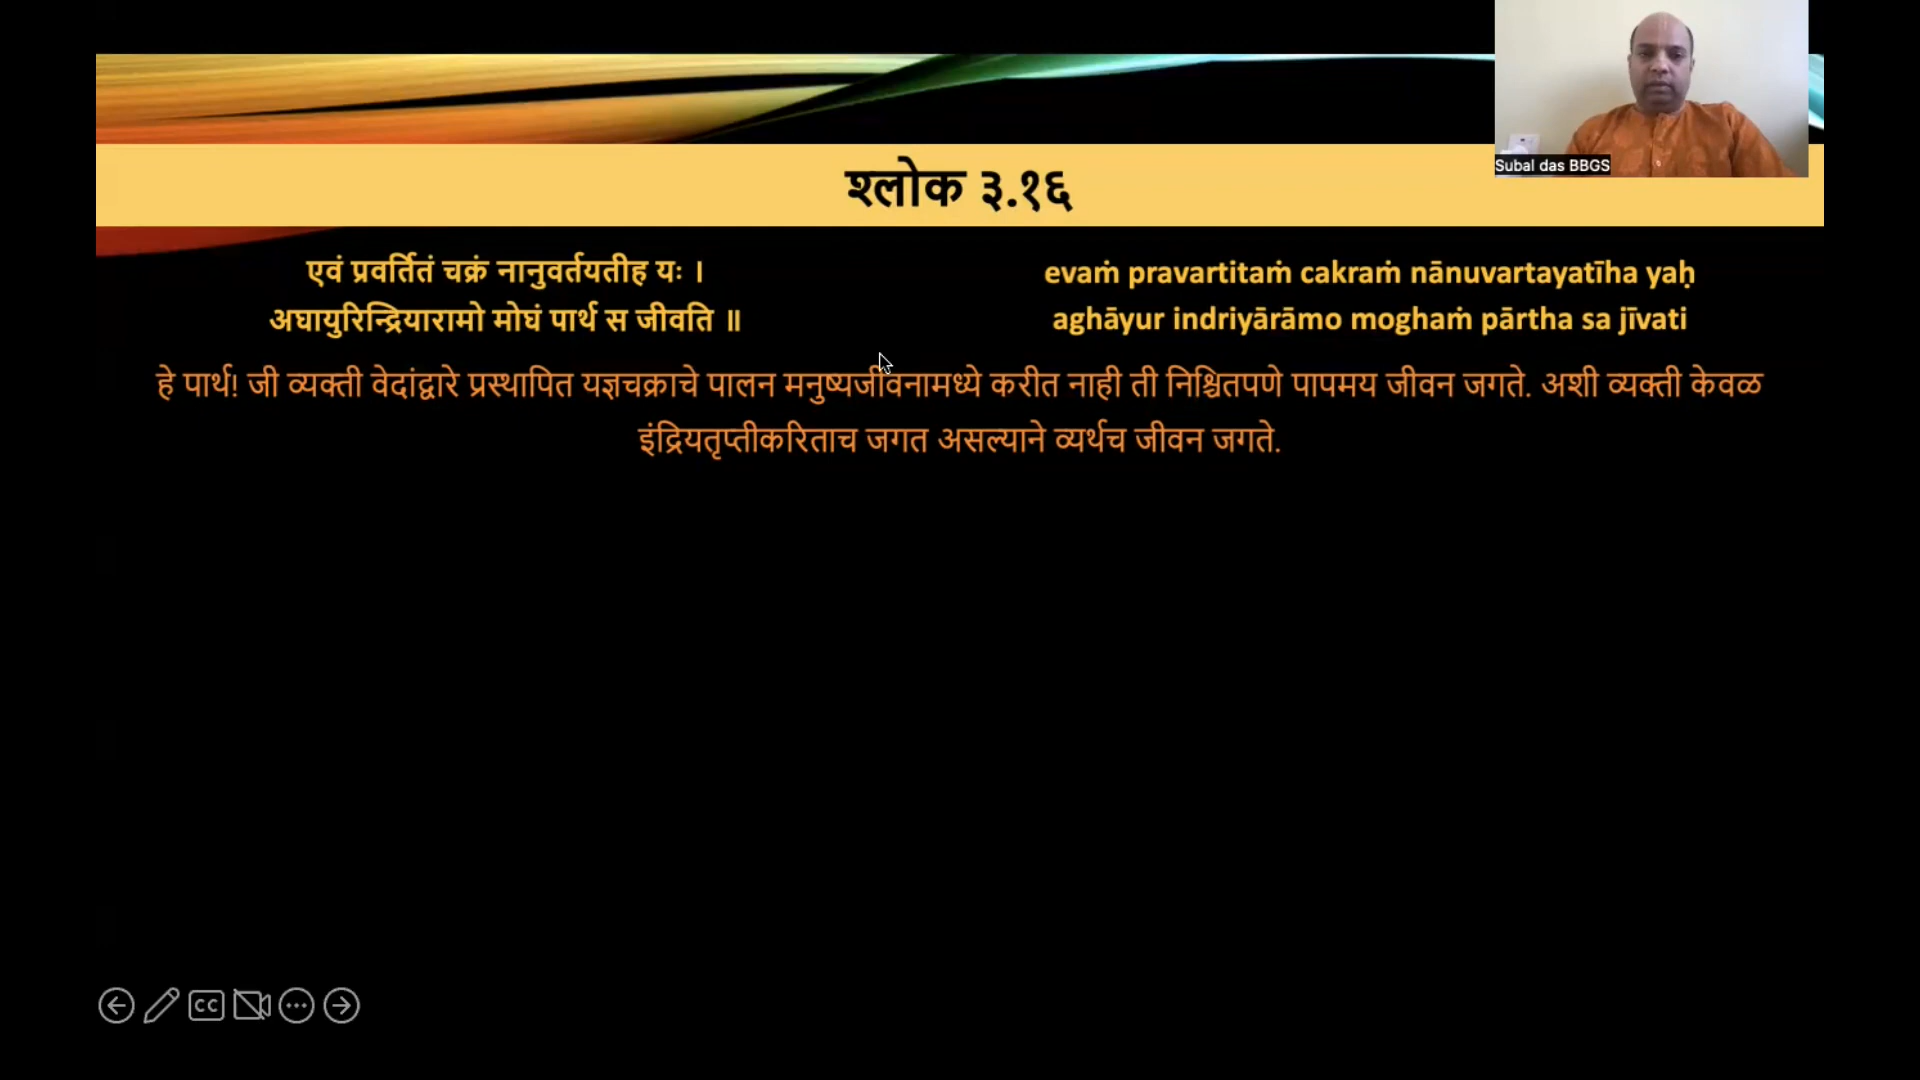 श्लोक ३.१६
Subal das BBGS
एवं प्रवर्तितं चक्रं नानुवर्तयतीह यः ।
अघायुरिन्द्रियारामो मोघं पार्थ स जीवति ॥
evaṁ pravartitaṁ cakraṁ nānuvartayatīha yaḥ
aghāyur indriyārāmo moghaṁ pārtha sa jīvati
हे पार्थ! जी व्यक्ती वेदांद्वारे प्रस्थापित यज्ञचक्राचे पालन मनुष्यजीवनामध्ये करीत नाही ती निश्चितपणे पापमय जीवन जगते. अशी व्यक्ती केवळ
इंद्रियतृप्तीकरिताच जगत असल्याने व्यर्थच जीवन जगते.
CC